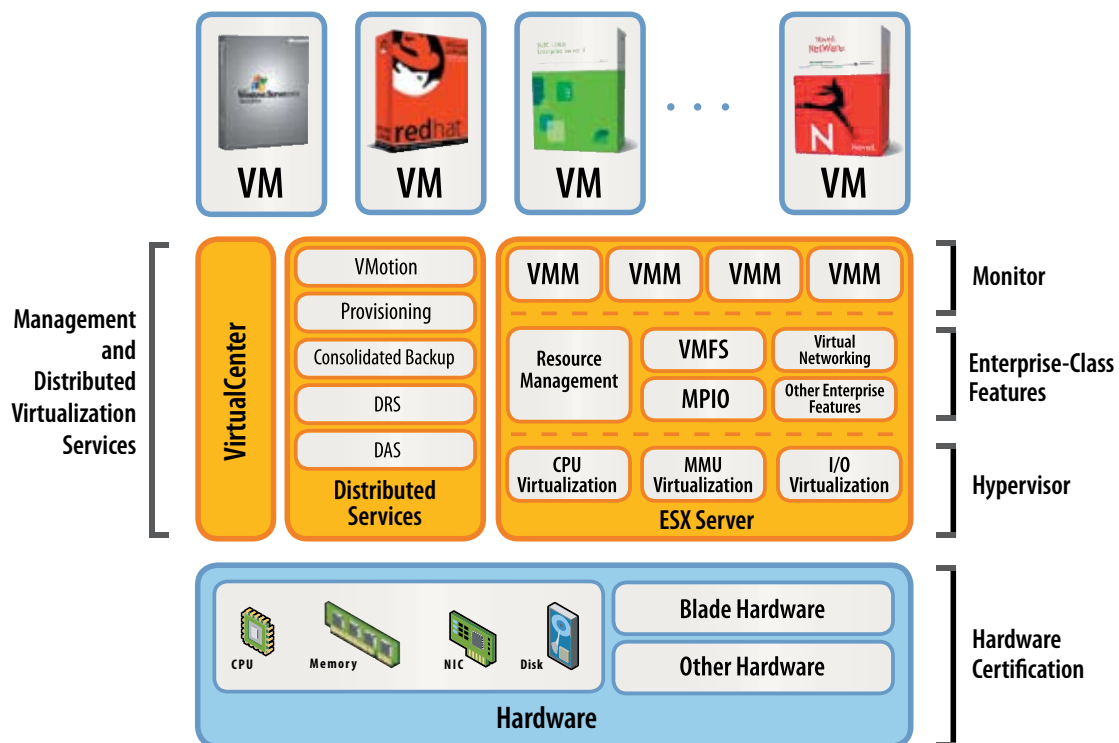 Windows Server
redhat
Novell
NetWare
N
Novell.
VM
VM
VM
VM
Management
and
Distributed
Virtualization
Services
VirtualCenter
VMotion
Provisioning
Consolidated Backup
DRS
DAS
Distributed
Services
VMM
VMM
VMM
VMM
Resource
Management
VMFS
Virtual
Networking
MPIO
Other Enterprise
Features
CPU
Virtualization
MMU
Virtualization
I/O
Virtualization
ESX Server
Monitor
Enterprise-Class
Features
Hypervisor
CPU
Memory
NIC
Disk
Blade Hardware
Other Hardware
Hardware
Hardware
Certification